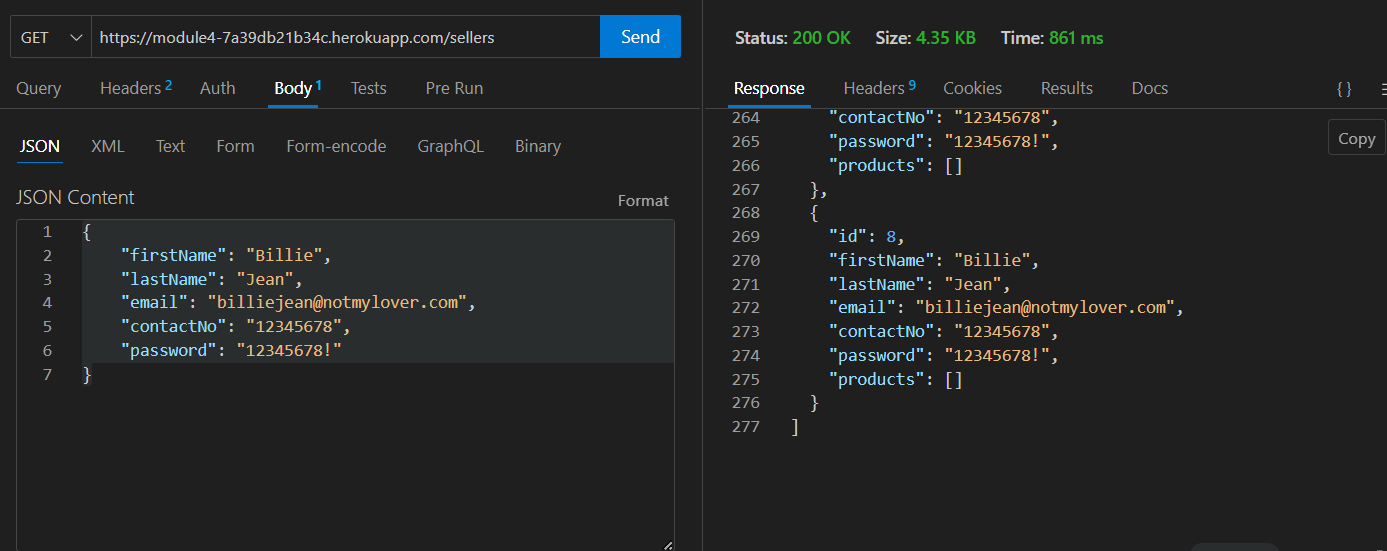 GET https://module4-7a39db21b34c.herokuapp.com/sellers Send
Query Headers 2 Auth Body 1 Tests Pre Run
JSON XML Text Form Form-encode GraphQL Binary
JSON Content Format
1 {
2 "firstName": "Billie",
3 "lastName": "Jean",
4 "email": "billiejean@notmylover.com",
5 "contactNo": "12345678",
6 "password": "12345678!"
7 }
Status: 200 OK Size: 4.35 KB Time: 861 ms
Response Headers 9 Cookies Results Docs { }
Copy
264 "contactNo": "12345678",
265 "password": "12345678!",
266 "products": []
267 },
268 {
269 "id": 8,
270 "firstName": "Billie",
271 "lastName": "Jean",
272 "email": "billiejean@notmylover.com",
273 "contactNo": "12345678",
274 "password": "12345678!",
275 "products": []
276 }
277 ]